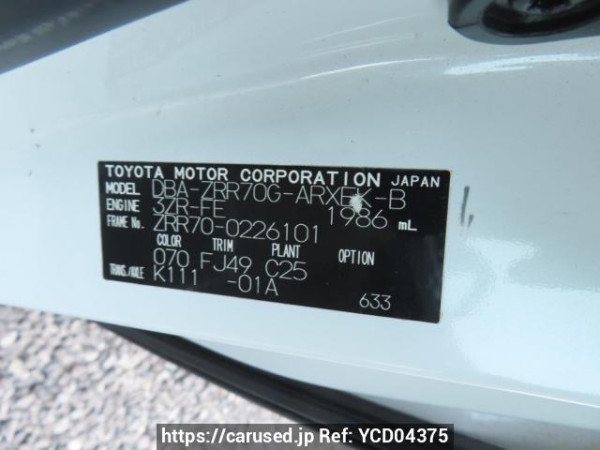 TOYOTA MOTOR CORPORATION JAPAN
MODEL DBA-ZRR70G-ARXEK-B
ENGINE 3ZR-FE 1986 mL
FRAME No. ZRR70-0226101
COLOR TRIM PLANT OPTION
070 FJ49 C25
TRANS./AXLE K111 -01A
633
https://carused.jp Ref: YCD04375